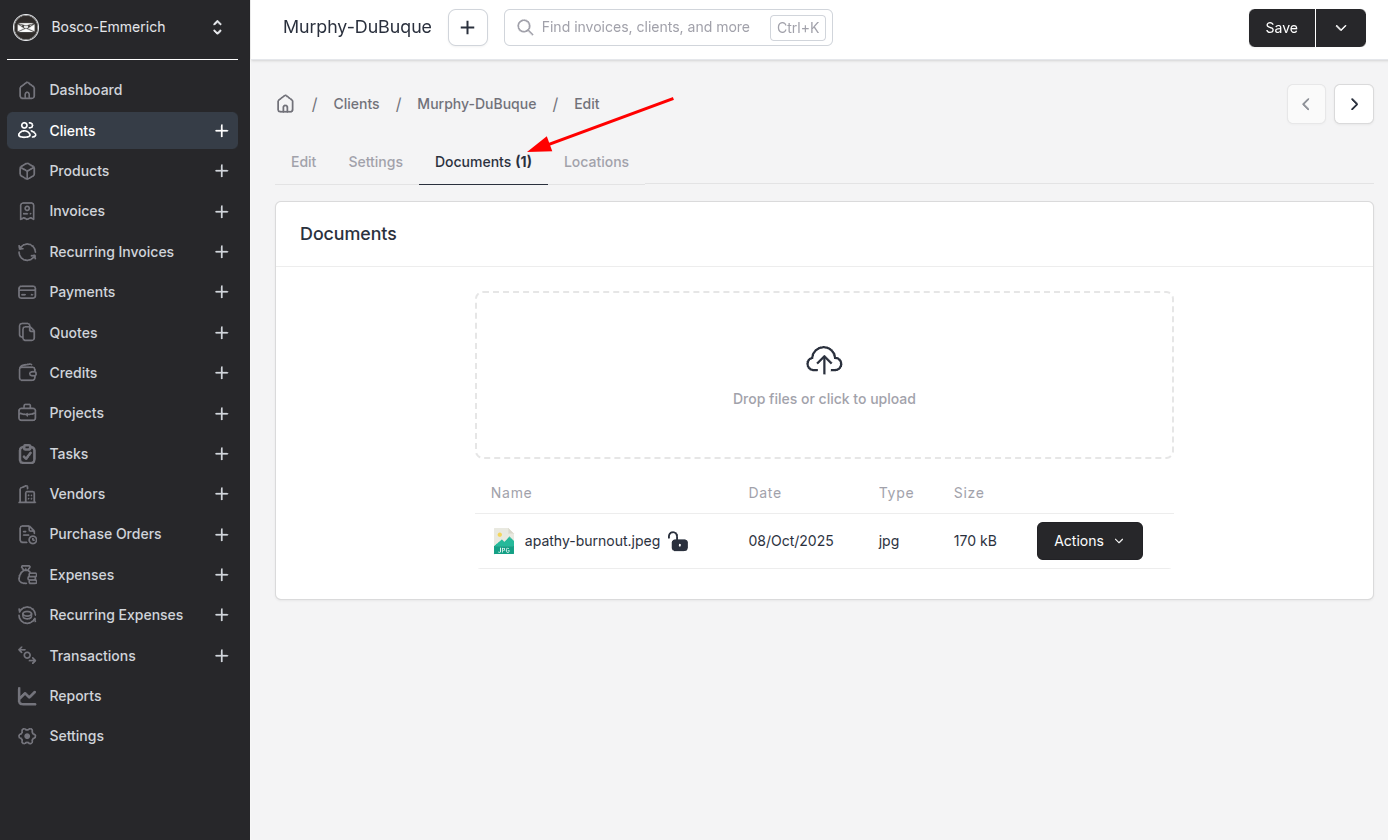 Bosco-Emmerich
Murphy-DuBuque
Find invoices, clients, and more
Ctrl+K
Save
Dashboard
Clients
Products
Invoices
Recurring Invoices
Payments
Quotes
Credits
Projects
Tasks
Vendors
Purchase Orders
Expenses
Recurring Expenses
Transactions
Reports
Settings
/ Clients / Murphy-DuBuque / Edit
Edit Settings Documents (1) Locations
Documents
Drop files or click to upload
Name Date Type Size
JPG apathy-burnout.jpeg 08/Oct/2025 jpg 170 kB Actions